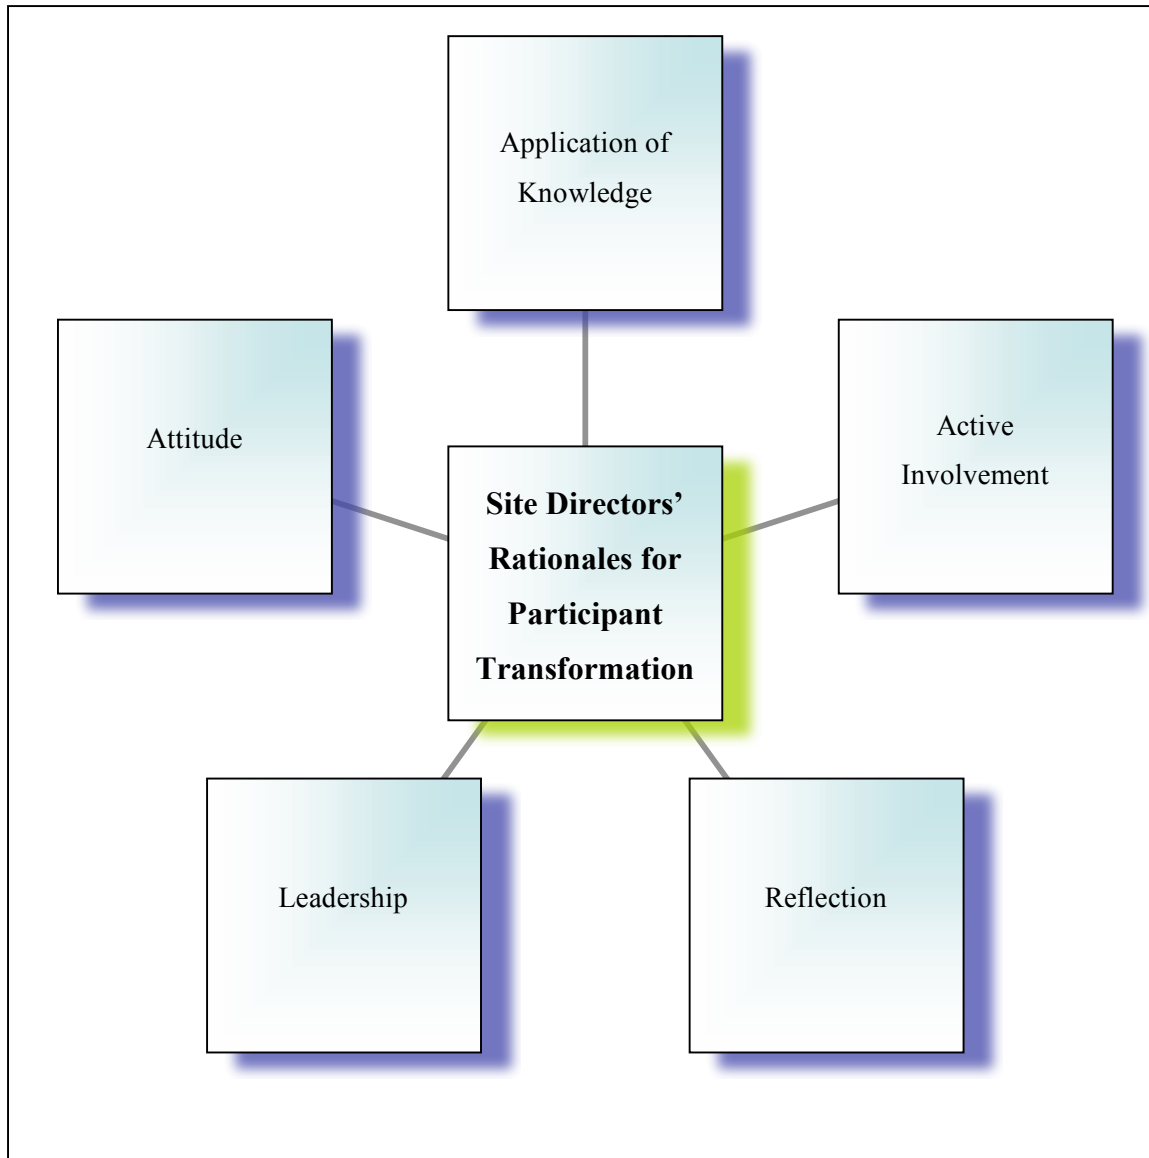 Application of
Knowledge
Attitude
Active
Involvement
Site Directors’
Rationales for
Participant
Transformation
Leadership
Reflection